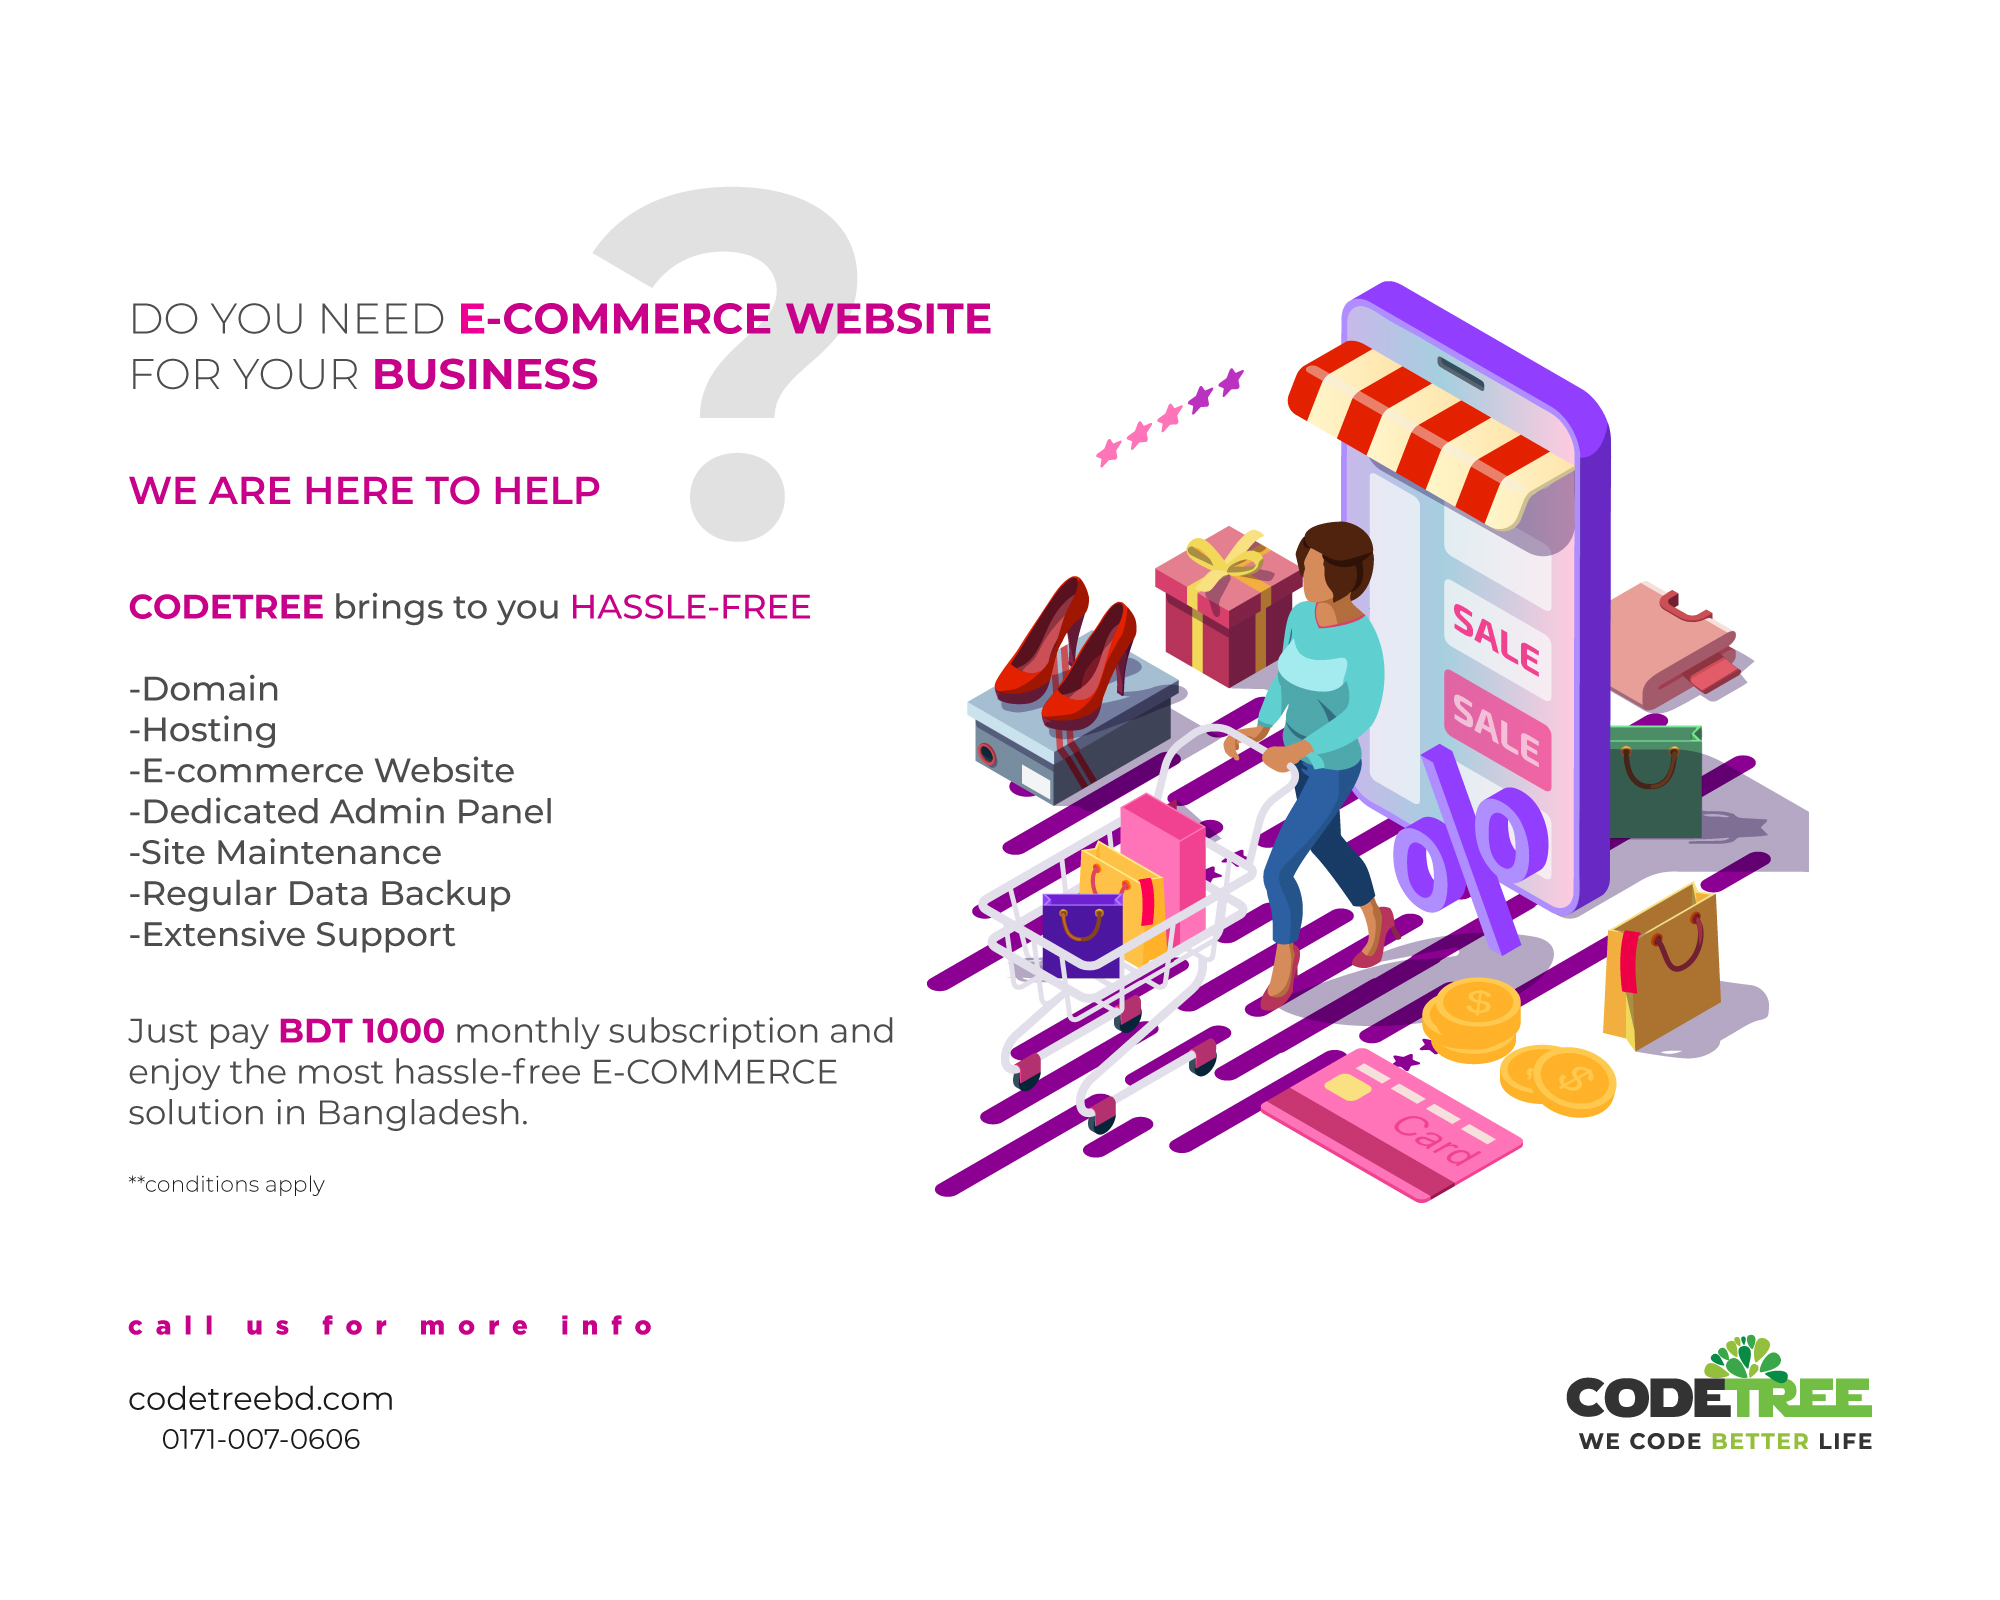 DO YOU NEED E-COMMERCE WEBSITE
FOR YOUR BUSINESS
?
WE ARE HERE TO HELP
CODETREE brings to you HASSLE-FREE
-Domain
-Hosting
-E-commerce Website
-Dedicated Admin Panel
-Site Maintenance
-Regular Data Backup
-Extensive Support
Just pay BDT 1000 monthly subscription and
enjoy the most hassle-free E-COMMERCE
solution in Bangladesh.
**conditions apply
call us for more info
codetreebd.com
0171-007-0606
SALE
SALE
%
$
$
Card
CODETREE
WE CODE BETTER LIFE